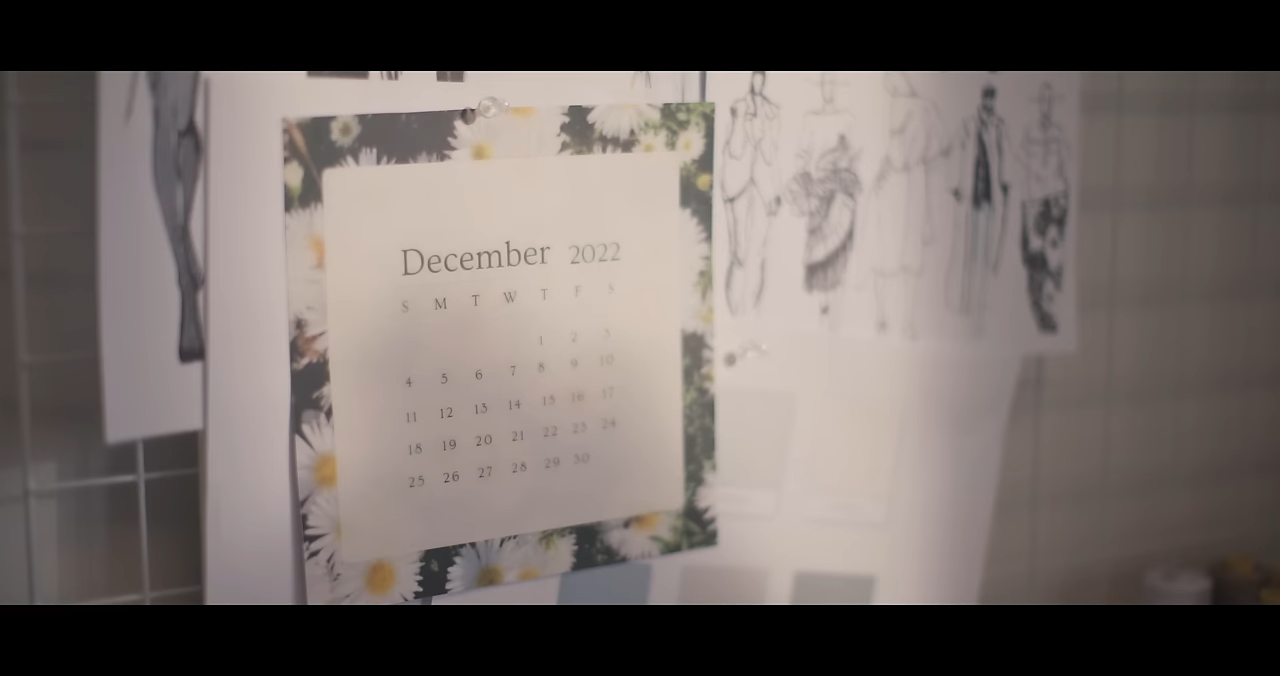 December 2022
S M T W T F S
1 2 3
4 5 6 7 8 9 10
11 12 13 14 15 16 17
18 19 20 21 22 23 24
25 26 27 28 29 30